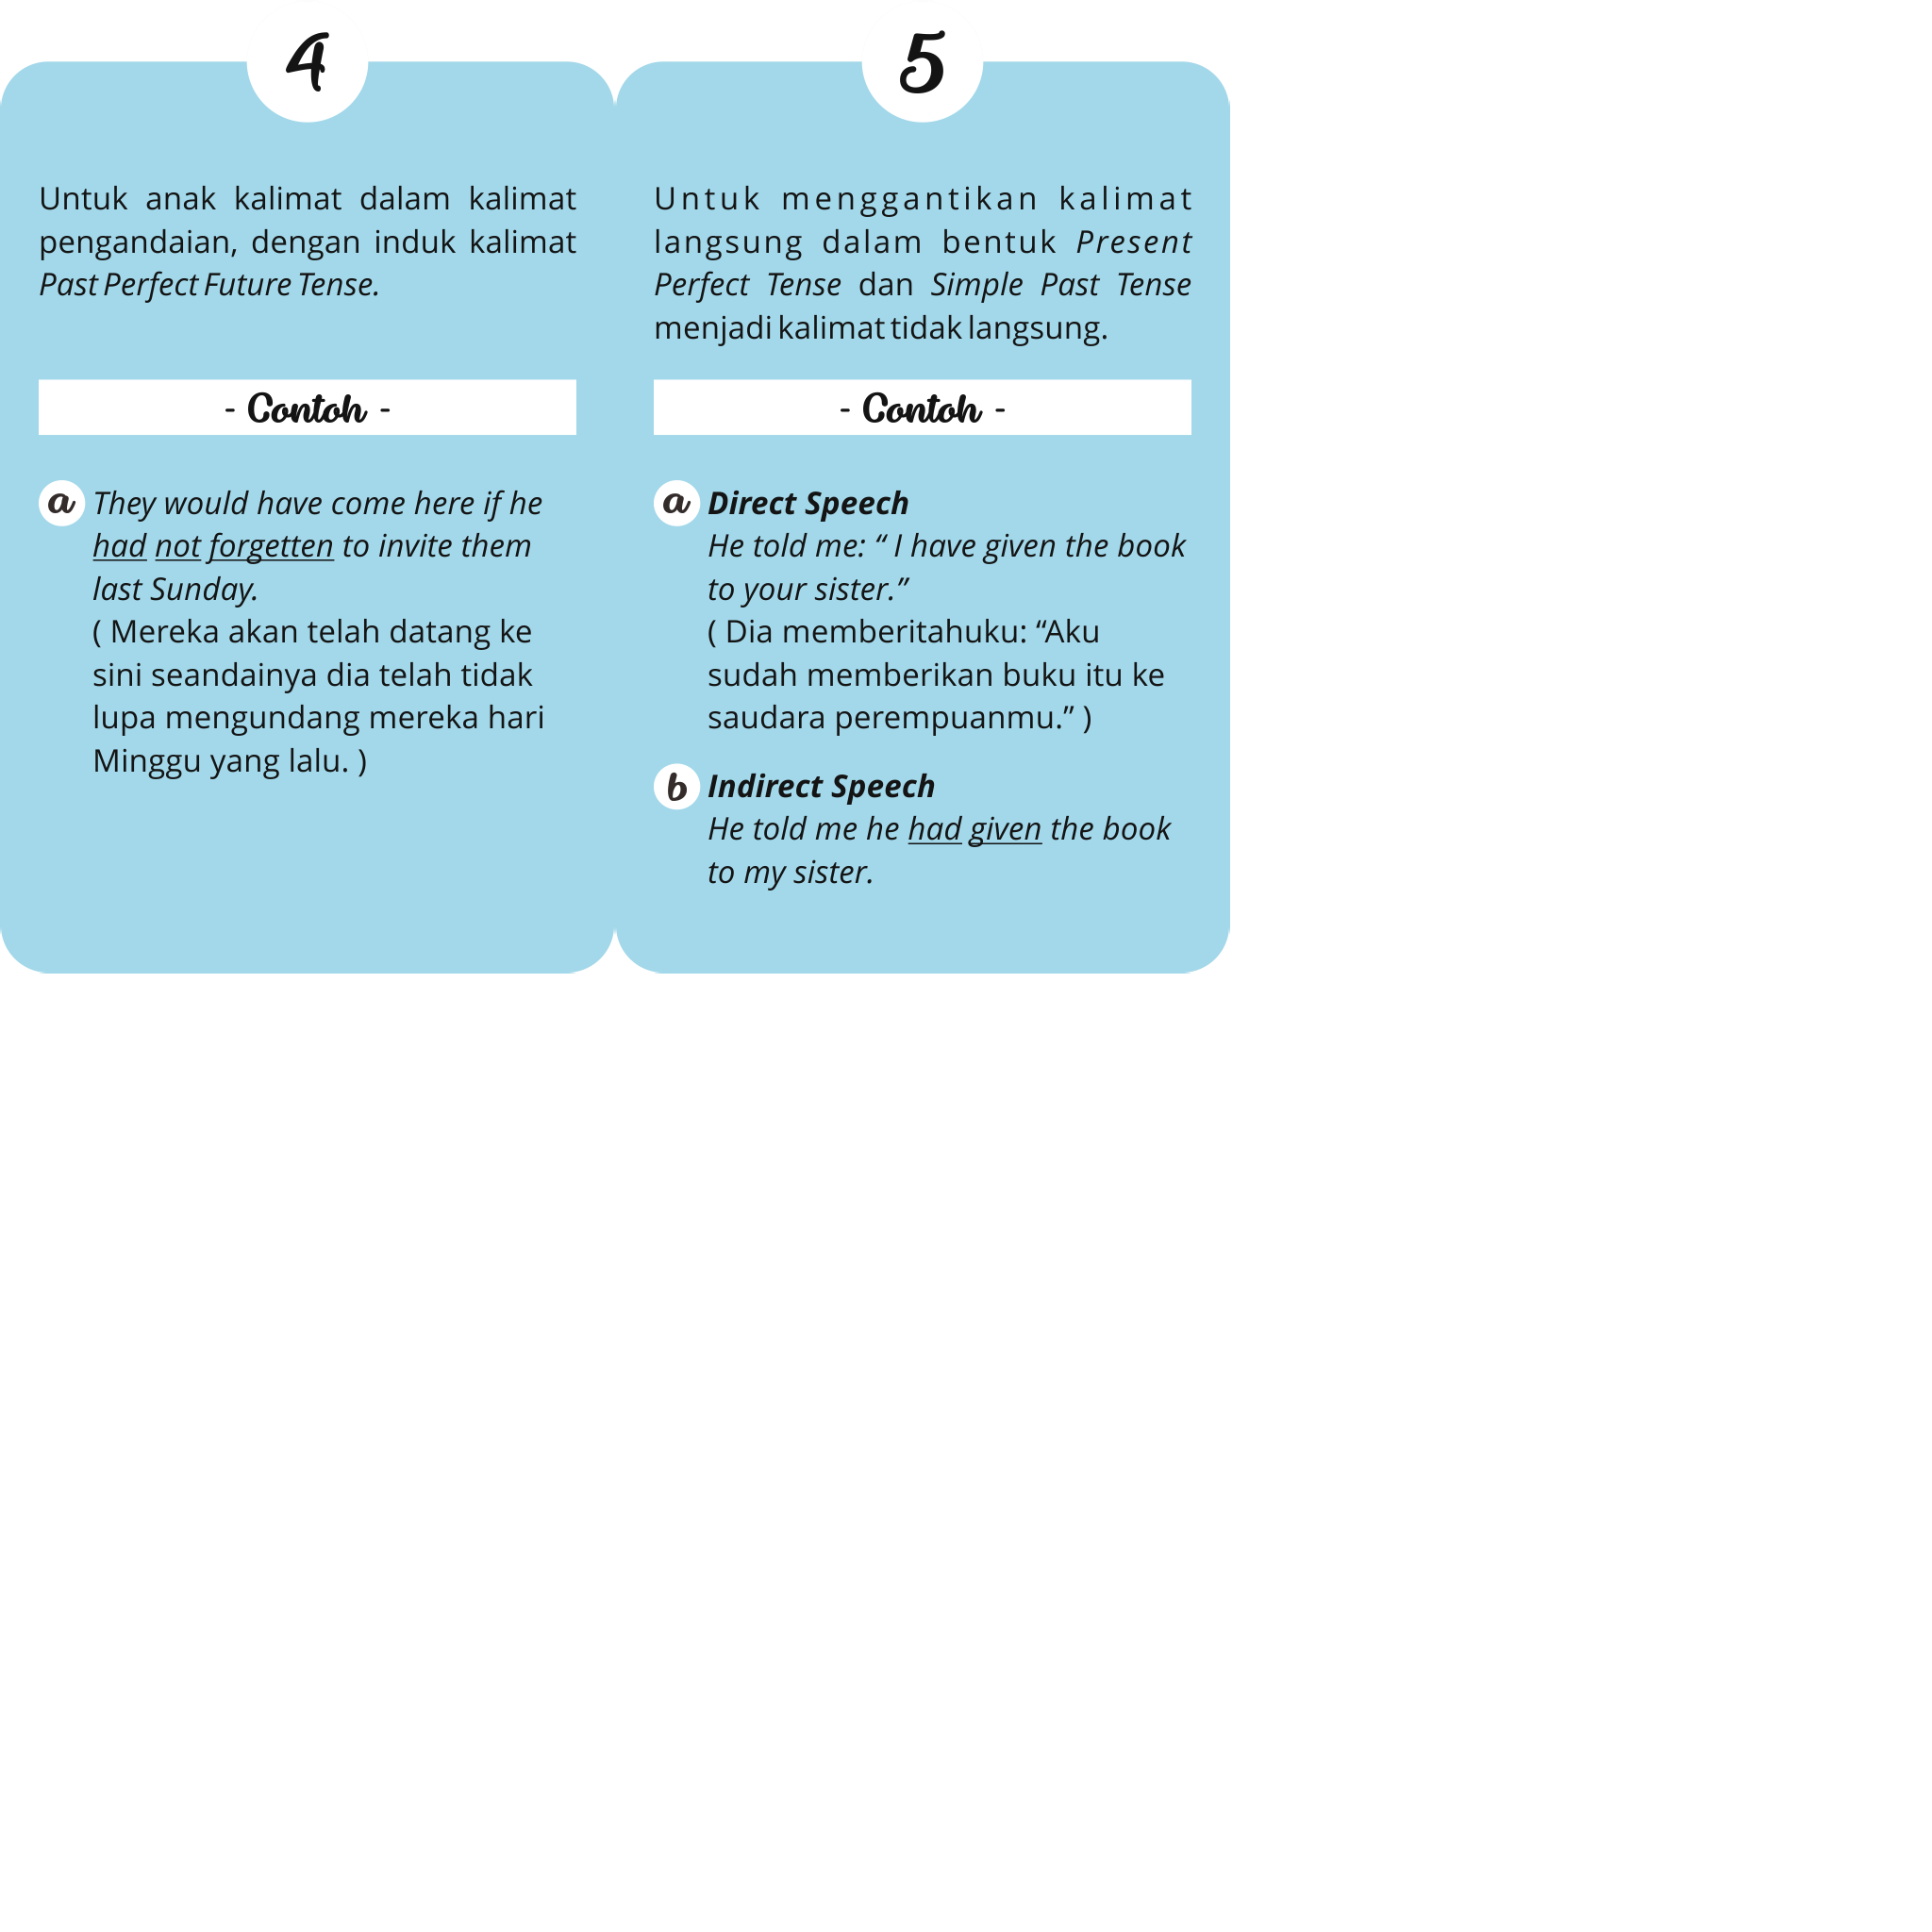 4
Untuk anak kalimat dalam kalimat
pengandaian, dengan induk kalimat
Past Perfect Future Tense.
- Contoh -
a They would have come here if he
had not forgetten to invite them
last Sunday.
( Mereka akan telah datang ke
sini seandainya dia telah tidak
lupa mengundang mereka hari
Minggu yang lalu. )
5
Untuk menggantikan kalimat
langsung dalam bentuk Present
Perfect Tense dan Simple Past Tense
menjadi kalimat tidak langsung.
- Contoh -
a Direct Speech
He told me: “ I have given the book
to your sister.”
( Dia memberitahuku: “Aku
sudah memberikan buku itu ke
saudara perempuanmu.” )
b Indirect Speech
He told me he had given the book
to my sister.